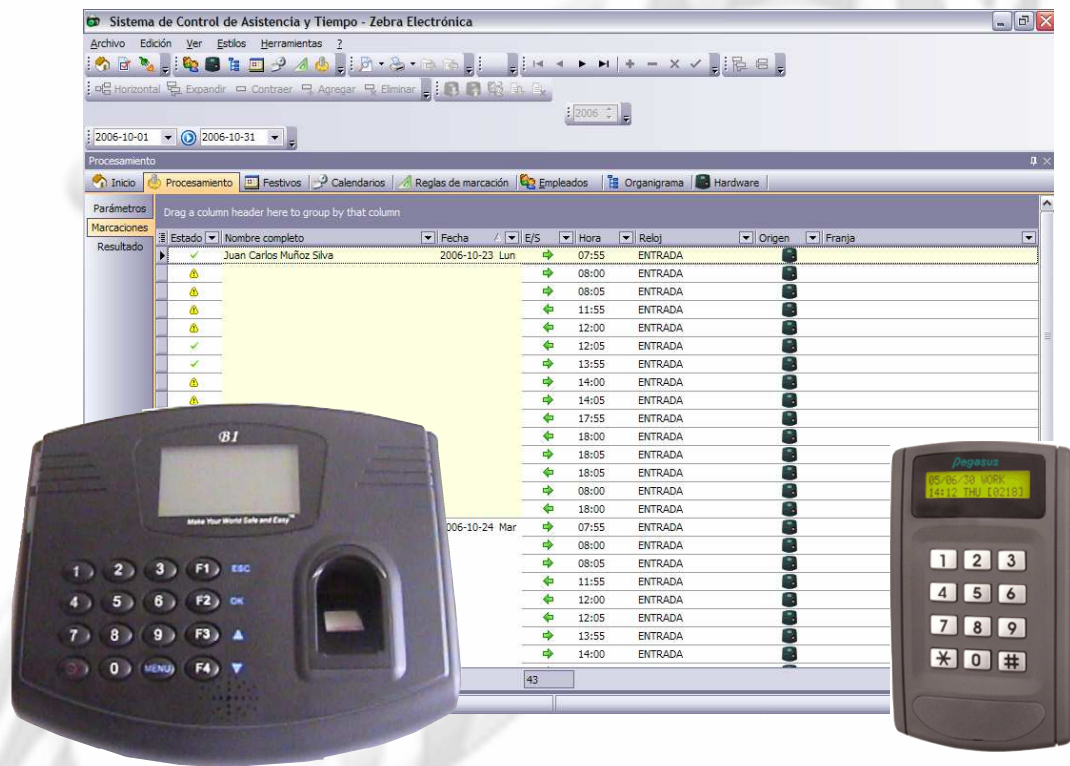 Sistema de Control de Asistencia y Tiempo - Zebra Electrónica
Archivo Edición Ver Estilos Herramientas ?
Horizontal Expandir Contraer Agregar Eliminar
2006
2006-10-01 2006-10-31
Procesamiento
Inicio Procesamiento Festivos Calendarios Reglas de marcación Empleados Organigrama Hardware
Parámetros
Marcaciones
Resultado
Drag a column header here to group by that column
Estado Nombre completo Fecha E/S Hora Reloj Origen Franja
Juan Carlos Muñoz Silva 2006-10-23 Lun 07:55 ENTRADA
08:00 ENTRADA
08:05 ENTRADA
11:55 ENTRADA
12:00 ENTRADA
12:05 ENTRADA
13:55 ENTRADA
14:00 ENTRADA
14:05 ENTRADA
17:55 ENTRADA
18:00 ENTRADA
18:05 ENTRADA
18:05 ENTRADA
08:00 ENTRADA
18:00 ENTRADA
006-10-24 Mar 07:55 ENTRADA
08:00 ENTRADA
08:05 ENTRADA
11:55 ENTRADA
12:00 ENTRADA
12:05 ENTRADA
13:55 ENTRADA
14:00 ENTRADA
43
B1
Make Your World Safe and Easy™
1 2 3 F1 ESC
4 5 6 F2 OK
7 8 9 F3
0 MENU F4
Pegasus
05/06/30 WORK
14:12 THU [0218]
1 2 3
4 5 6
7 8 9
* 0 #